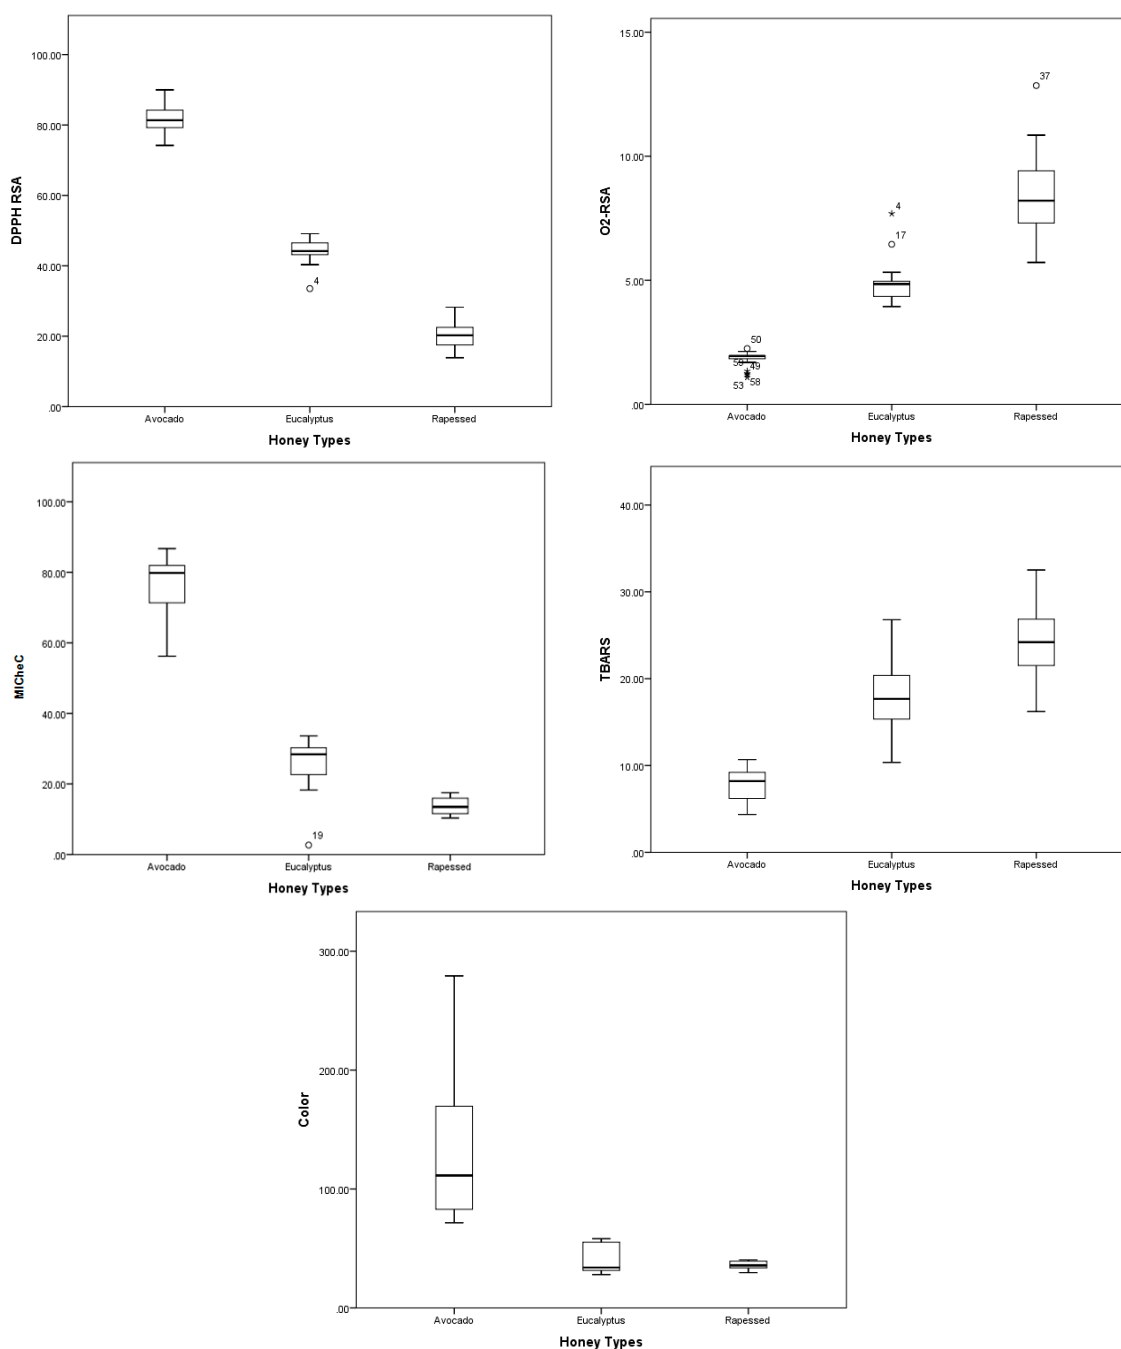 100.00
80.00
60.00
40.00
20.00
.00
DPPH RSA
4
Avocado
Eucalyptus
Rapessed
Honey Types
15.00
10.00
5.00
.00
O2-RSA
37
4
17
50
49
53
58
Avocado
Eucalyptus
Rapessed
Honey Types
100.00
80.00
60.00
40.00
20.00
.00
MICheC
19
Avocado
Eucalyptus
Rapessed
Honey Types
40.00
30.00
20.00
10.00
.00
TBARS
Avocado
Eucalyptus
Rapessed
Honey Types
300.00
200.00
100.00
.00
Color
Avocado
Eucalyptus
Rapessed
Honey Types